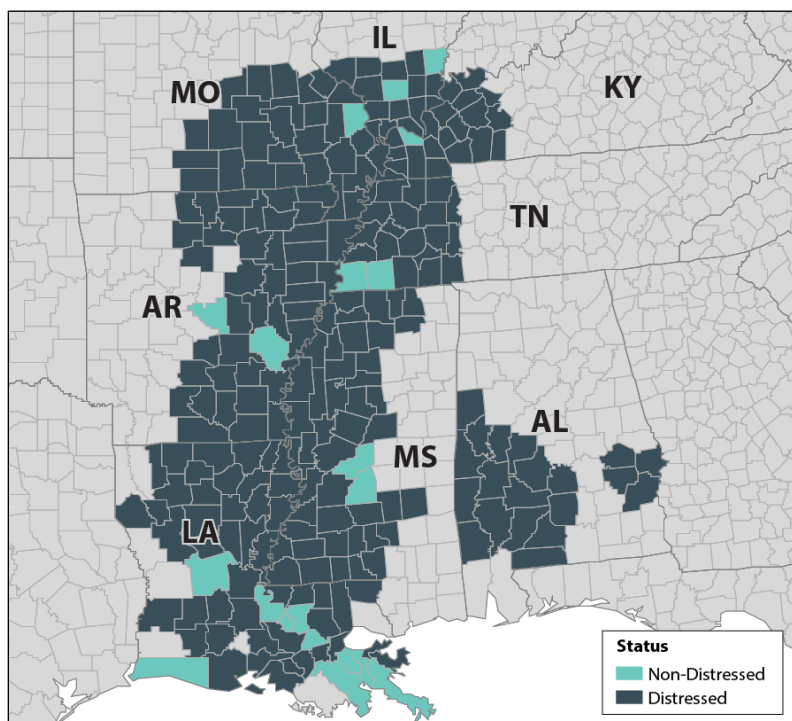 IL
MO
KY
TN
AR
AL
MS
LA
Status
Non-Distressed
Distressed